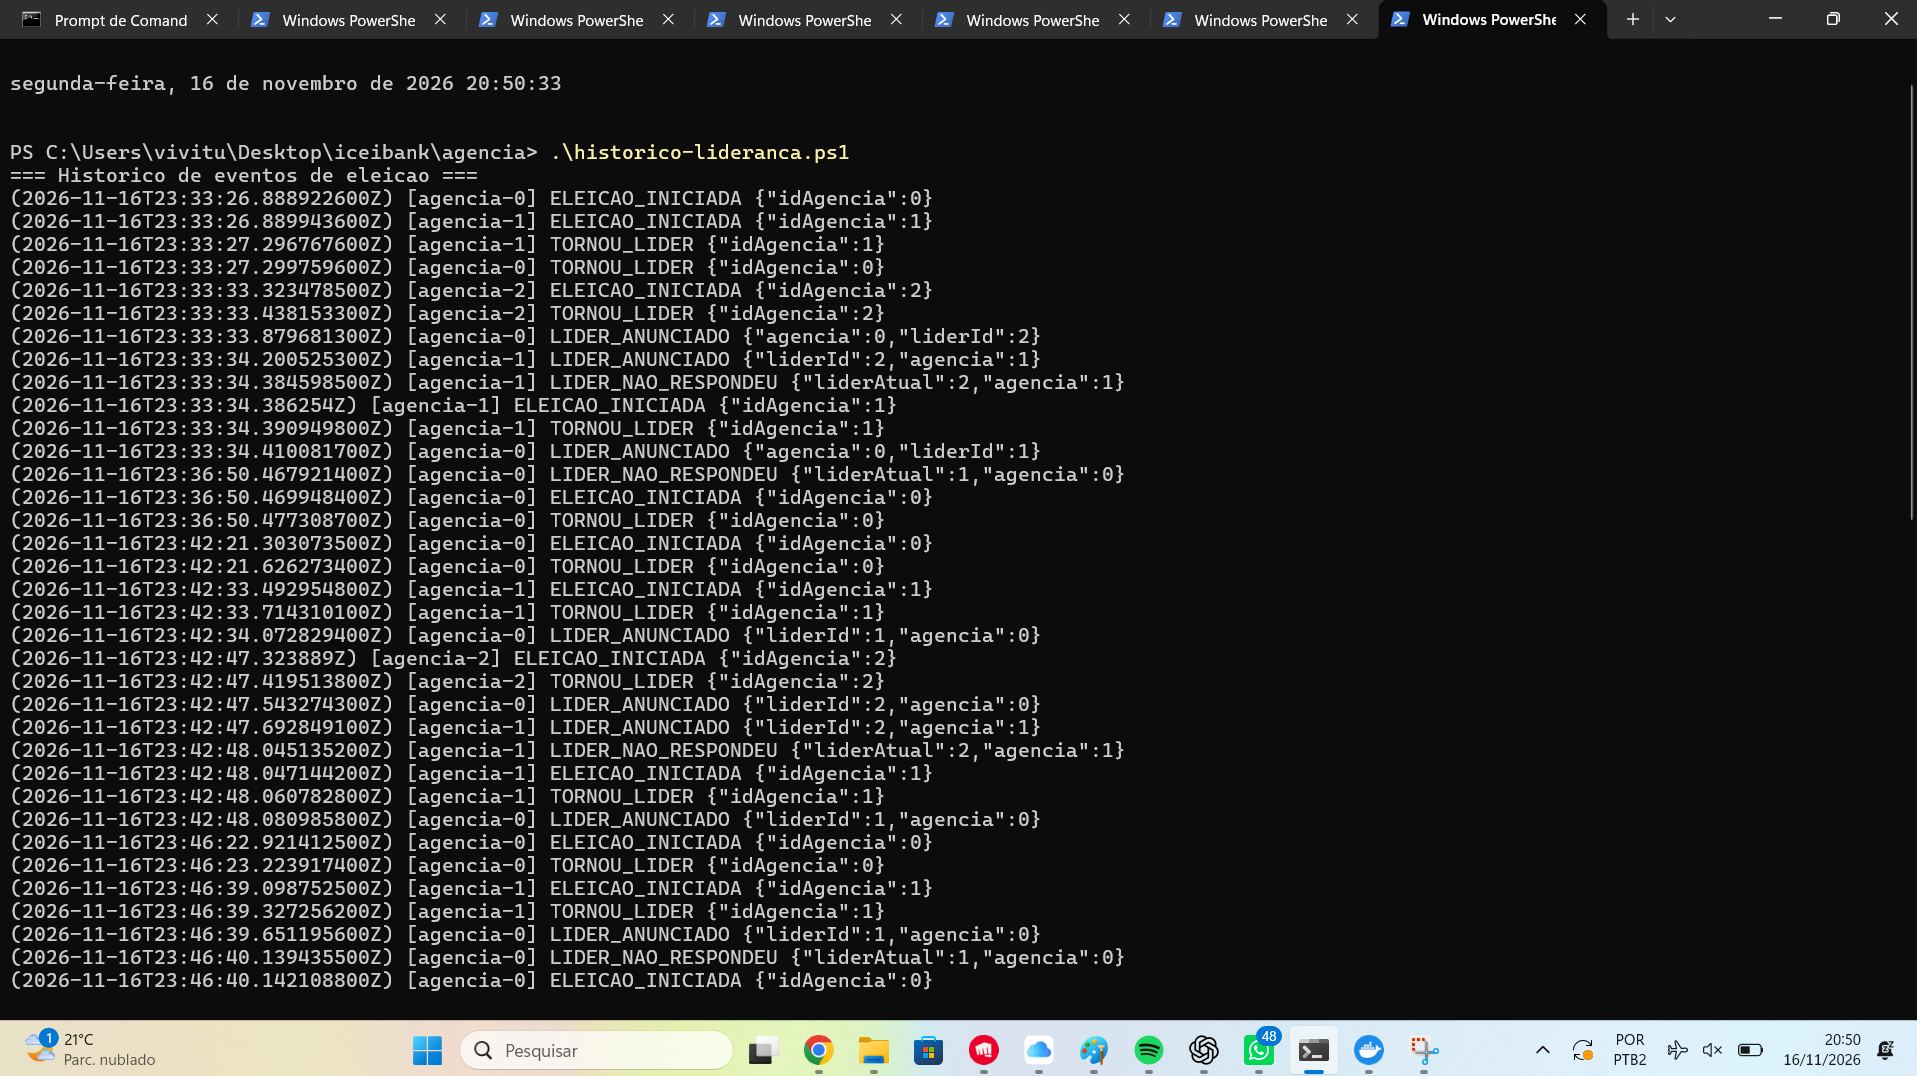 Prompt de Comand
Windows PowerShe
Windows PowerShe
Windows PowerShe
Windows PowerShe
Windows PowerShe
Windows PowerShe
segunda-feira, 16 de novembro de 2026 20:50:33
PS C:\Users\vivitu\Desktop\iceibank\agencia> .\historico-lideranca.ps1
=== Historico de eventos de eleicao ===
(2026-11-16T23:33:26.888922600Z) [agencia-0] ELEICAO_INICIADA {"idAgencia":0}
(2026-11-16T23:33:26.889943600Z) [agencia-1] ELEICAO_INICIADA {"idAgencia":1}
(2026-11-16T23:33:27.296767600Z) [agencia-1] TORNOU_LIDER {"idAgencia":1}
(2026-11-16T23:33:27.299759600Z) [agencia-0] TORNOU_LIDER {"idAgencia":0}
(2026-11-16T23:33:33.323478500Z) [agencia-2] ELEICAO_INICIADA {"idAgencia":2}
(2026-11-16T23:33:33.438153300Z) [agencia-2] TORNOU_LIDER {"idAgencia":2}
(2026-11-16T23:33:33.879681300Z) [agencia-0] LIDER_ANUNCIADO {"agencia":0,"liderId":2}
(2026-11-16T23:33:34.200525300Z) [agencia-1] LIDER_ANUNCIADO {"liderId":2,"agencia":1}
(2026-11-16T23:33:34.384598500Z) [agencia-1] LIDER_NAO_RESPONDEU {"liderAtual":2,"agencia":1}
(2026-11-16T23:33:34.386254Z) [agencia-1] ELEICAO_INICIADA {"idAgencia":1}
(2026-11-16T23:33:34.390949800Z) [agencia-1] TORNOU_LIDER {"idAgencia":1}
(2026-11-16T23:33:34.410081700Z) [agencia-0] LIDER_ANUNCIADO {"agencia":0,"liderId":1}
(2026-11-16T23:36:50.467921400Z) [agencia-0] LIDER_NAO_RESPONDEU {"liderAtual":1,"agencia":0}
(2026-11-16T23:36:50.469948400Z) [agencia-0] ELEICAO_INICIADA {"idAgencia":0}
(2026-11-16T23:36:50.477308700Z) [agencia-0] TORNOU_LIDER {"idAgencia":0}
(2026-11-16T23:42:21.303073500Z) [agencia-0] ELEICAO_INICIADA {"idAgencia":0}
(2026-11-16T23:42:21.626273400Z) [agencia-0] TORNOU_LIDER {"idAgencia":0}
(2026-11-16T23:42:33.492954800Z) [agencia-1] ELEICAO_INICIADA {"idAgencia":1}
(2026-11-16T23:42:33.714310100Z) [agencia-1] TORNOU_LIDER {"idAgencia":1}
(2026-11-16T23:42:34.072829400Z) [agencia-0] LIDER_ANUNCIADO {"liderId":1,"agencia":0}
(2026-11-16T23:42:47.323889Z) [agencia-2] ELEICAO_INICIADA {"idAgencia":2}
(2026-11-16T23:42:47.419513800Z) [agencia-2] TORNOU_LIDER {"idAgencia":2}
(2026-11-16T23:42:47.543274300Z) [agencia-0] LIDER_ANUNCIADO {"liderId":2,"agencia":0}
(2026-11-16T23:42:47.692849100Z) [agencia-1] LIDER_ANUNCIADO {"liderId":2,"agencia":1}
(2026-11-16T23:42:48.045135200Z) [agencia-1] LIDER_NAO_RESPONDEU {"liderAtual":2,"agencia":1}
(2026-11-16T23:42:48.047144200Z) [agencia-1] ELEICAO_INICIADA {"idAgencia":1}
(2026-11-16T23:42:48.060782800Z) [agencia-1] TORNOU_LIDER {"idAgencia":1}
(2026-11-16T23:42:48.080985800Z) [agencia-0] LIDER_ANUNCIADO {"liderId":1,"agencia":0}
(2026-11-16T23:46:22.921412500Z) [agencia-0] ELEICAO_INICIADA {"idAgencia":0}
(2026-11-16T23:46:23.223917400Z) [agencia-0] TORNOU_LIDER {"idAgencia":0}
(2026-11-16T23:46:39.098752500Z) [agencia-1] ELEICAO_INICIADA {"idAgencia":1}
(2026-11-16T23:46:39.327256200Z) [agencia-1] TORNOU_LIDER {"idAgencia":1}
(2026-11-16T23:46:39.651195600Z) [agencia-0] LIDER_ANUNCIADO {"liderId":1,"agencia":0}
(2026-11-16T23:46:40.139435500Z) [agencia-0] LIDER_NAO_RESPONDEU {"liderAtual":1,"agencia":0}
(2026-11-16T23:46:40.142108800Z) [agencia-0] ELEICAO_INICIADA {"idAgencia":0}
1
21°C
Parc. nublado
Pesquisar
48
POR
PTB2
20:50
16/11/2026